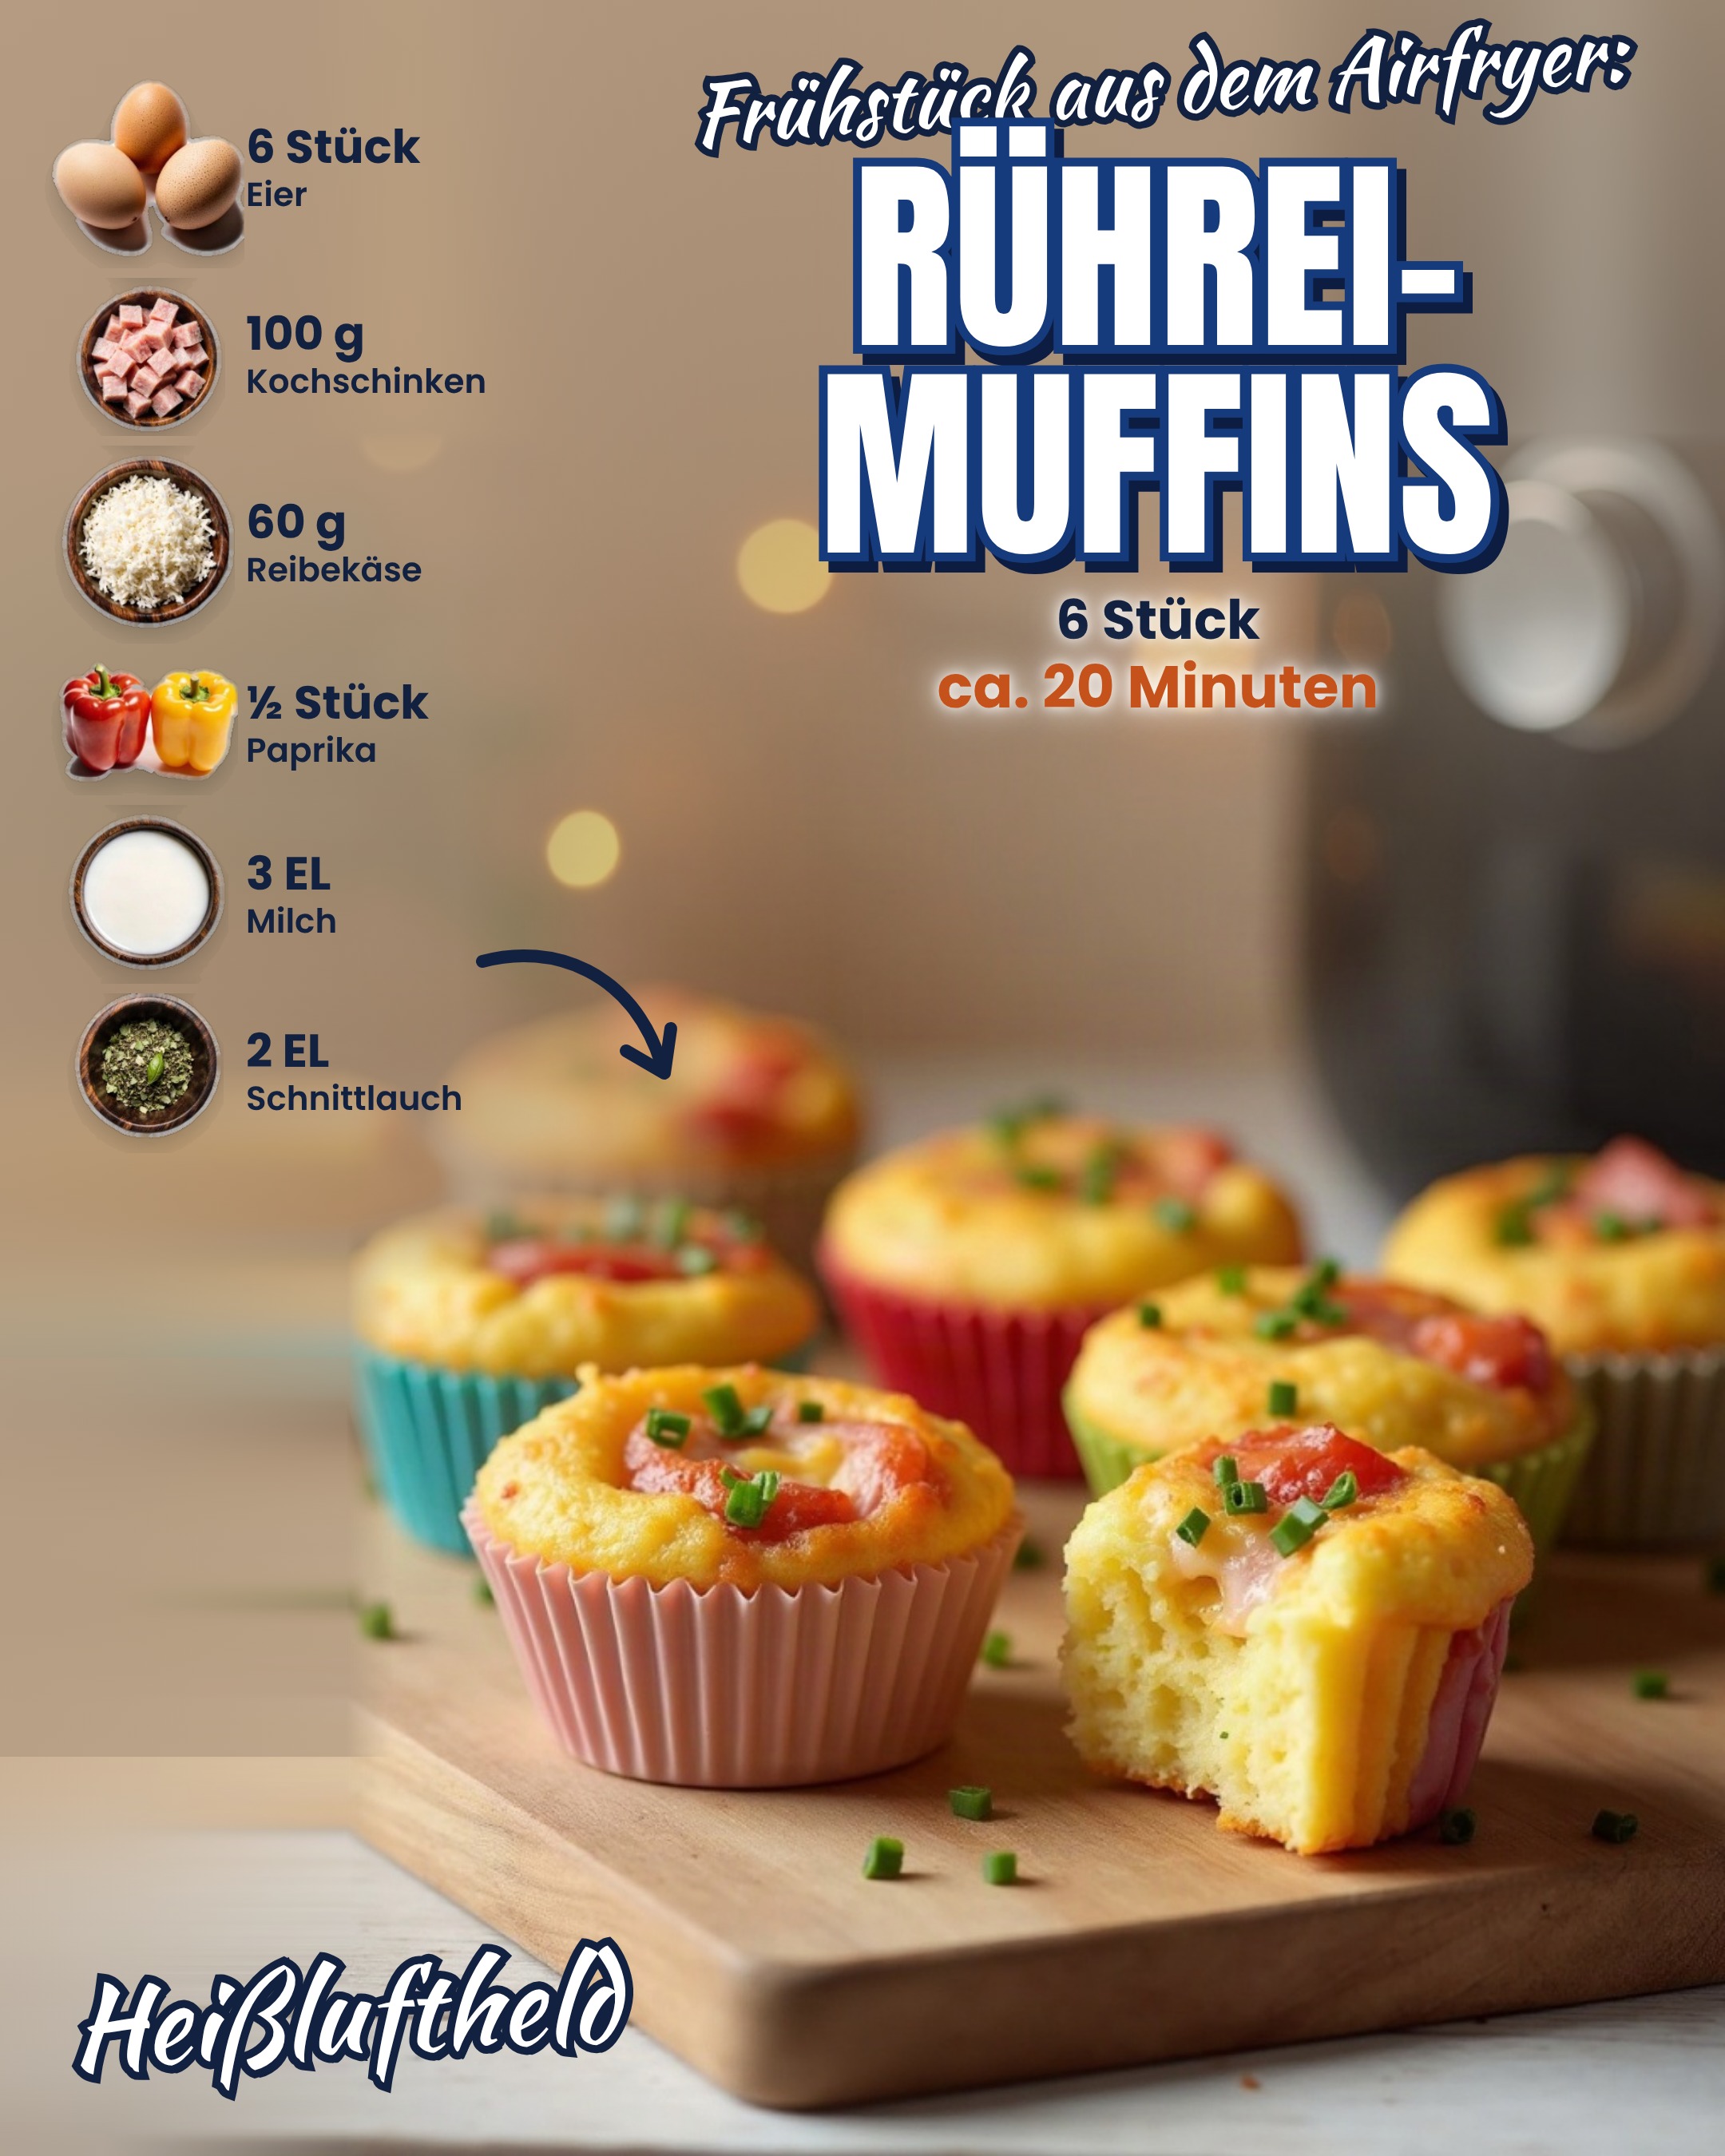 Frühstück aus dem Airfryer:
RÜHREI-
MUFFINS
6 Stück
ca. 20 Minuten
6 Stück
Eier
100 g
Kochschinken
60 g
Reibekäse
½ Stück
Paprika
3 EL
Milch
2 EL
Schnittlauch
Heißluftheld